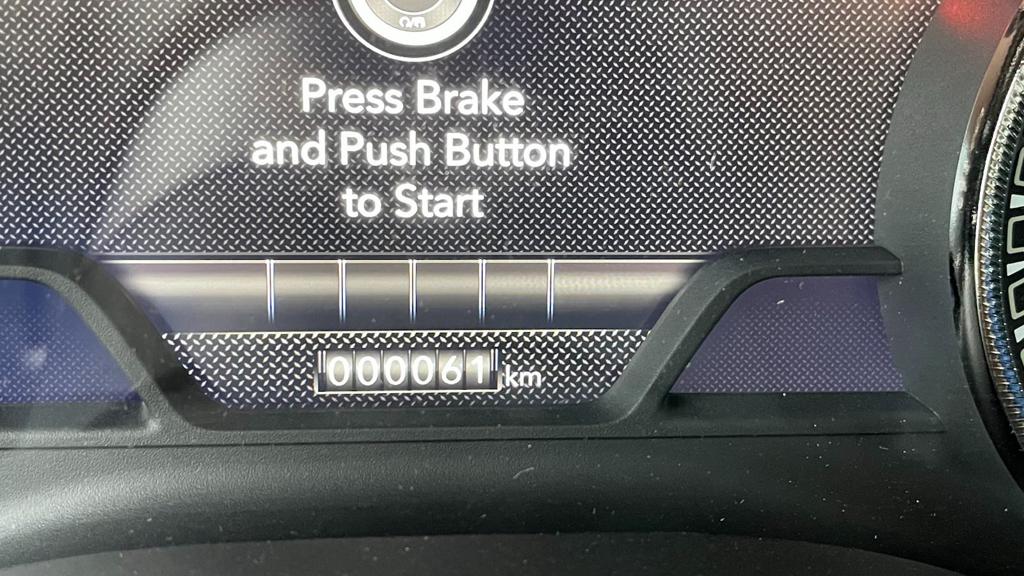 Press Brake
and Push Button
to Start
000061 km